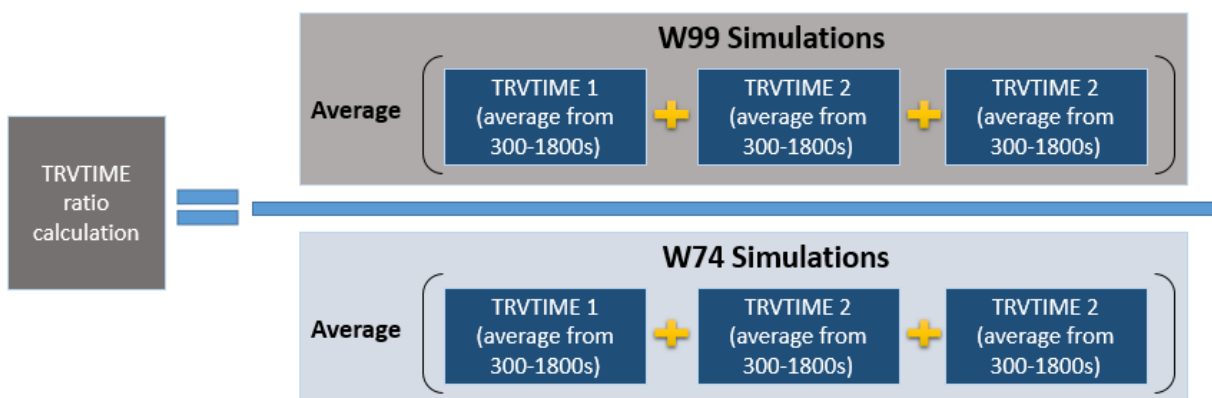 W99 Simulations
Average
TRVTIME 1
(average from
300-1800s)
TRVTIME 2
(average from
300-1800s)
TRVTIME 2
(average from
300-1800s)
TRVTIME
ratio
calculation
W74 Simulations
Average
TRVTIME 1
(average from
300-1800s)
TRVTIME 2
(average from
300-1800s)
TRVTIME 2
(average from
300-1800s)